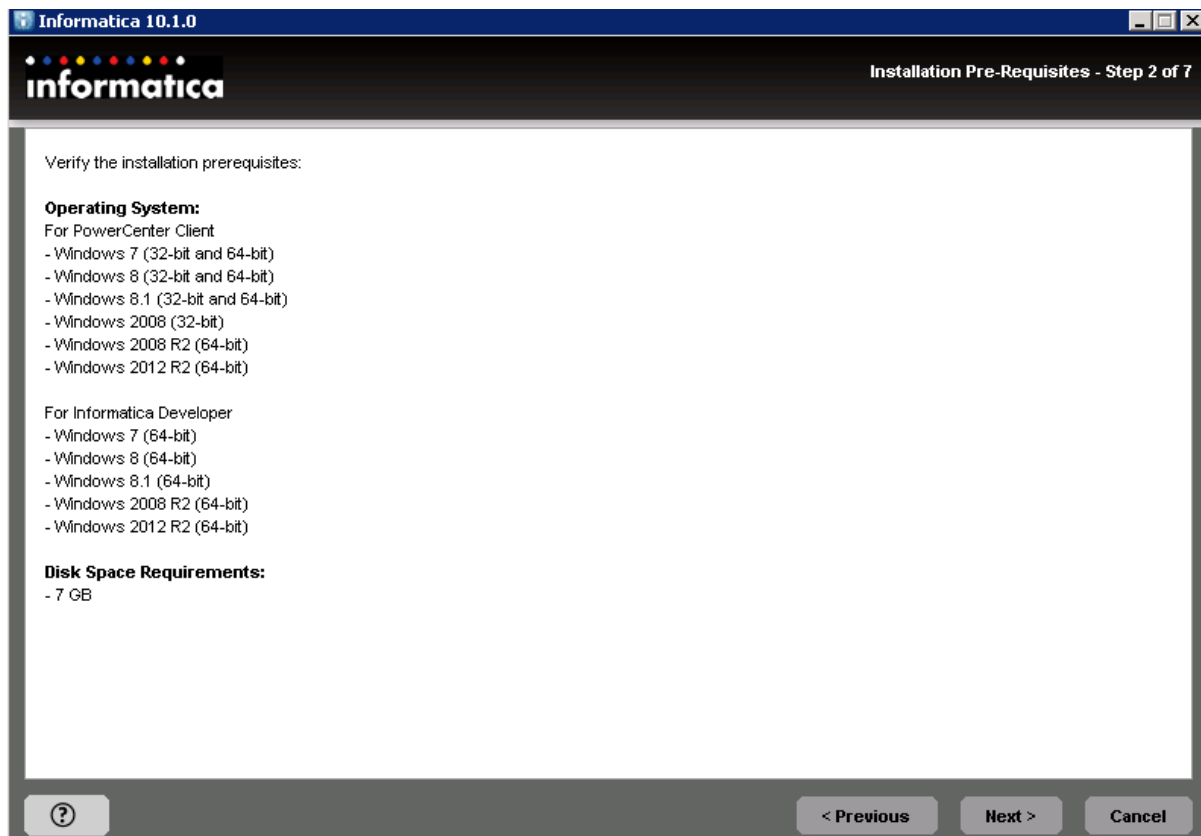 Informatica 10.1.0
informatica
Installation Pre-Requisites - Step 2 of 7
Verify the installation prerequisites:
Operating System:
For PowerCenter Client
- Windows 7 (32-bit and 64-bit)
- Windows 8 (32-bit and 64-bit)
- Windows 8.1 (32-bit and 64-bit)
- Windows 2008 (32-bit)
- Windows 2008 R2 (64-bit)
- Windows 2012 R2 (64-bit)
For Informatica Developer
- Windows 7 (64-bit)
- Windows 8 (64-bit)
- Windows 8.1 (64-bit)
- Windows 2008 R2 (64-bit)
- Windows 2012 R2 (64-bit)
Disk Space Requirements:
- 7 GB
?
< Previous
Next >
Cancel